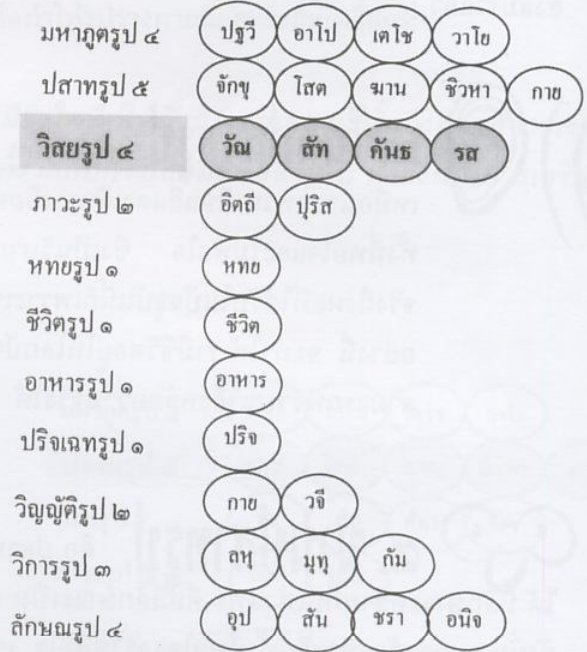 มหาภูตรูป ๔ ปฐวี อาโป เตโช วาโย
ปสาทรูป ๕ จักขุ โสต ฆาน ชิวหา กาย
วิสยรูป ๔ วัณ สัท คันธ รส
ภาวะรูป ๒ อิตถี ปุริส
หทยรูป ๑ หทย
ชีวิตรูป ๑ ชีวิต
อาหารรูป ๑ อาหาร
ปริจเฉทรูป ๑ ปริจ
วิญญัติรูป ๒ กาย วจี
วิการรูป ๓ ลหุ มุทุ กัม
ลักษณรูป ๔ อุป สัน ชรา อนิจ